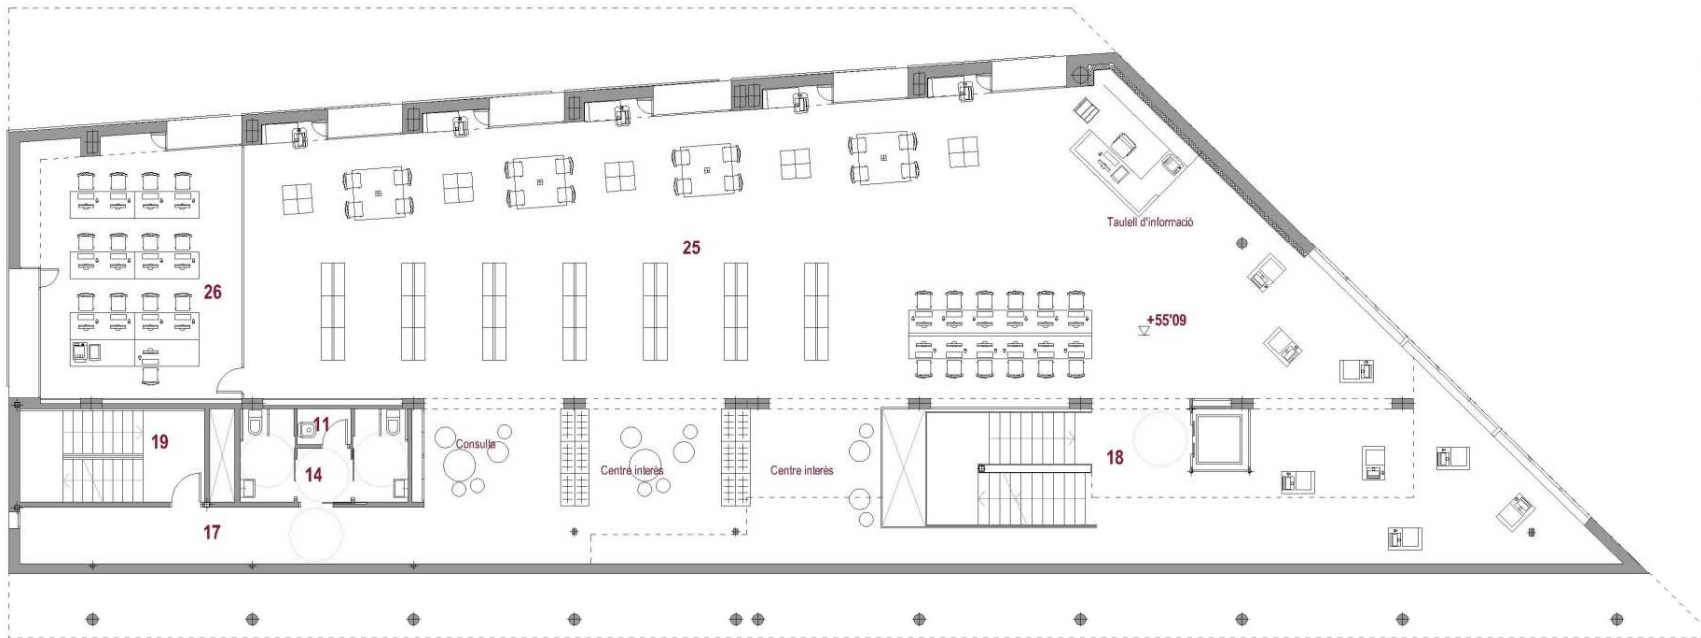 Taulell d'informació
25
26
+55'09
11
19
Consulta
Centre interès
Centre interès
18
14
17